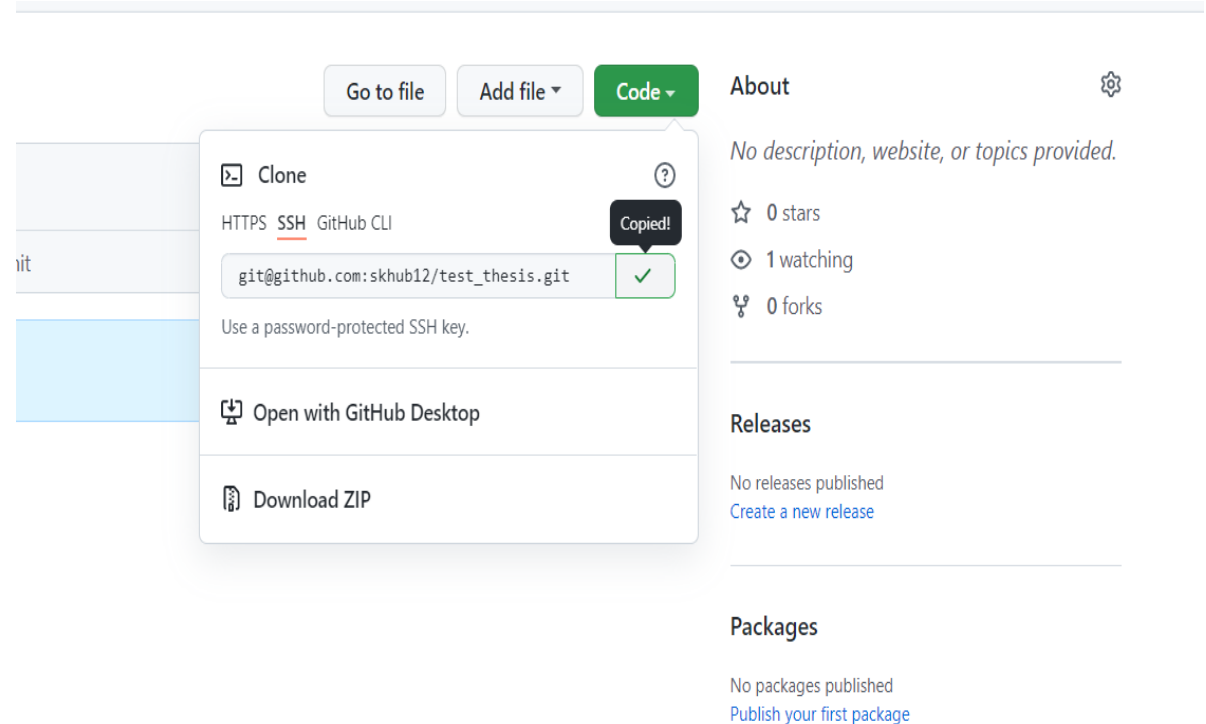 Go to file
Add file
Code
Clone
HTTPS SSH GitHub CLI
Copied!
git@github.com:skhub12/test_thesis.git
Use a password-protected SSH key.
Open with GitHub Desktop
Download ZIP
About
No description, website, or topics provided.
0 stars
1 watching
0 forks
Releases
No releases published
Create a new release
Packages
No packages published
Publish your first package